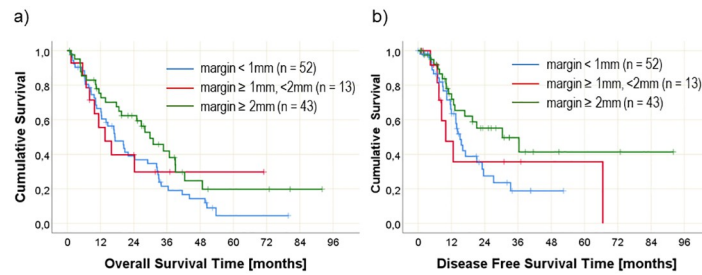 a)
Cumulative Survival
1,0
0,8
0,6
0,4
0,2
0,0
margin < 1mm (n = 52)
margin ≥ 1mm, <2mm (n = 13)
margin ≥ 2mm (n = 43)
0 12 24 36 48 60 72 84 96
Overall Survival Time [months]
b)
Cumulative Survival
1,0
0,8
0,6
0,4
0,2
0,0
margin < 1mm (n = 52)
margin ≥ 1mm, <2mm (n = 13)
margin ≥ 2mm (n = 43)
0 12 24 36 48 60 72 84 96
Disease Free Survival Time [months]